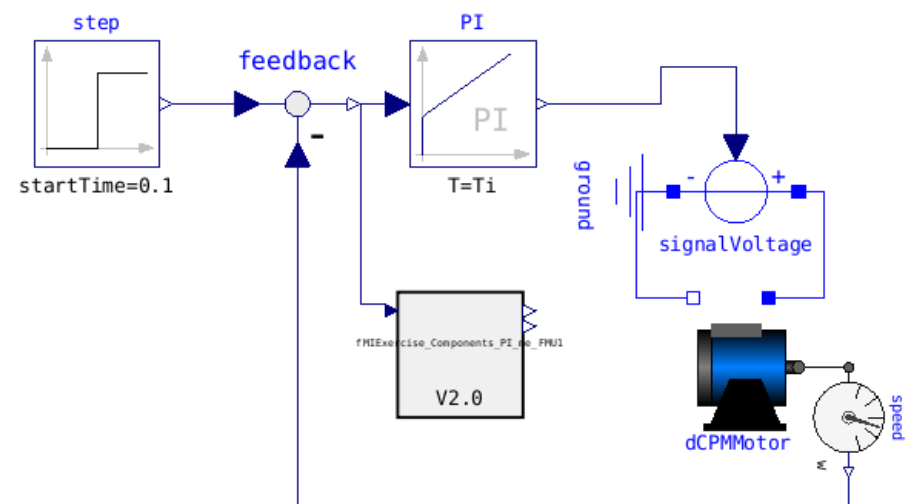 step
PI
feedback
PI
-
startTime=0.1
T=Ti
ground
- +
signalVoltage
fMIExercise_Components_PI_me_FMU1
V2.0
dCPMMotor
speed
w